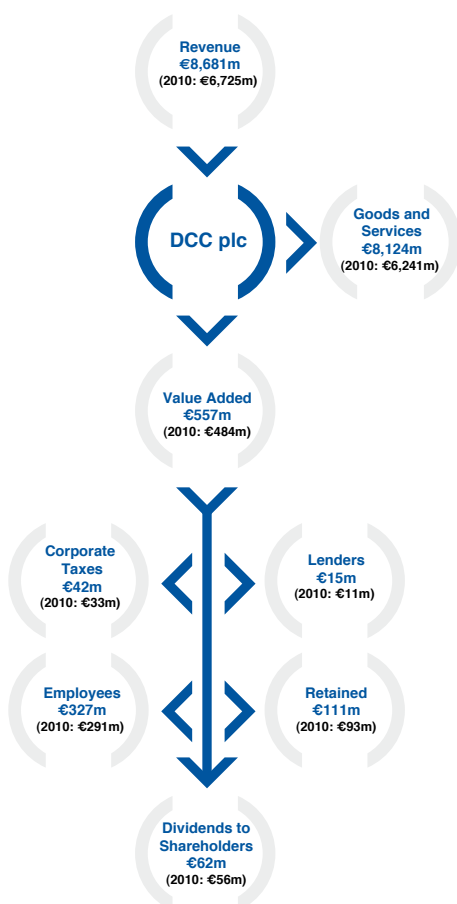 Revenue
€8,681m
(2010: €6,725m)
DCC plc
Goods and
Services
€8,124m
(2010: €6,241m)
Value Added
€557m
(2010: €484m)
Corporate
Taxes
€42m
(2010: €33m)
Lenders
€15m
(2010: €11m)
Employees
€327m
(2010: €291m)
Retained
€111m
(2010: €93m)
Dividends to
Shareholders
€62m
(2010: €56m)